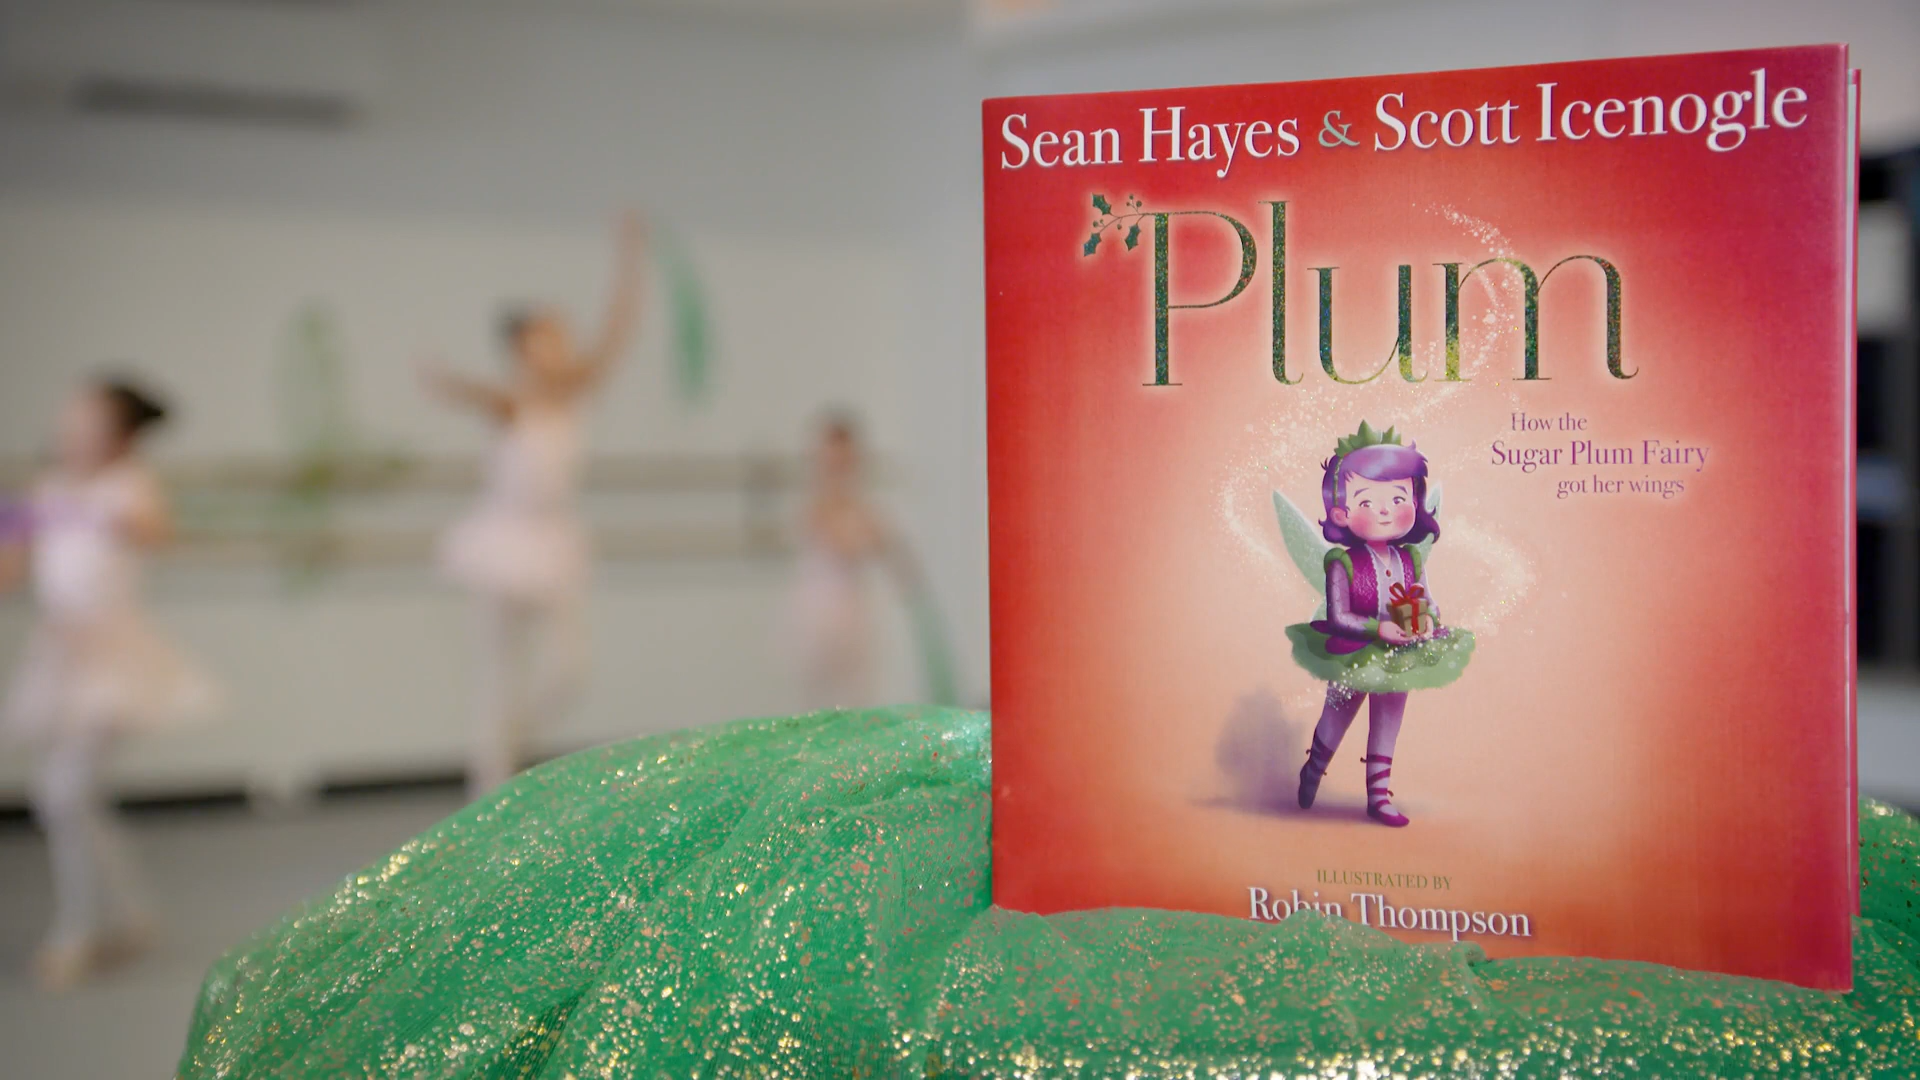 Sean Hayes & Scott Icenogle
Plum
How the
Sugar Plum Fairy
got her wings
ILLUSTRATED BY
Robin Thompson